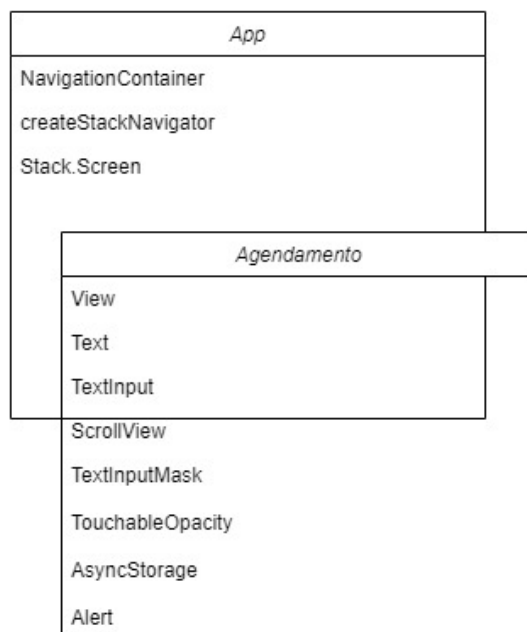 App
NavigationContainer
createStackNavigator
Stack.Screen
Agendamento
View
Text
TextInput
ScrollView
TextInputMask
TouchableOpacity
AsyncStorage
Alert